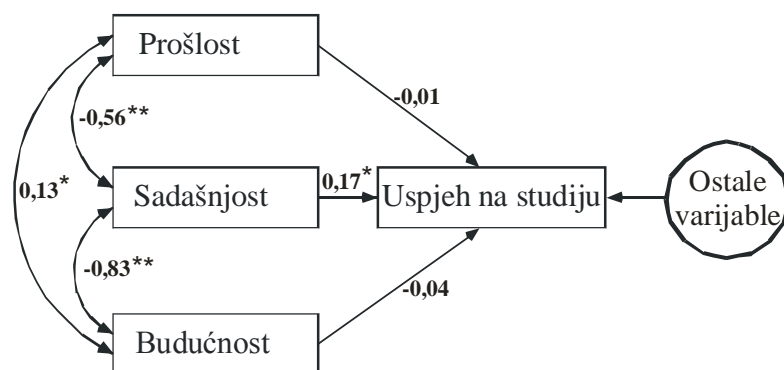 Prošlost
-0,01
-0,56**
0,13*
Sadašnjost
0,17*
Uspjeh na studiju
Ostale
varijable
-0,83**
-0,04
Budućnost